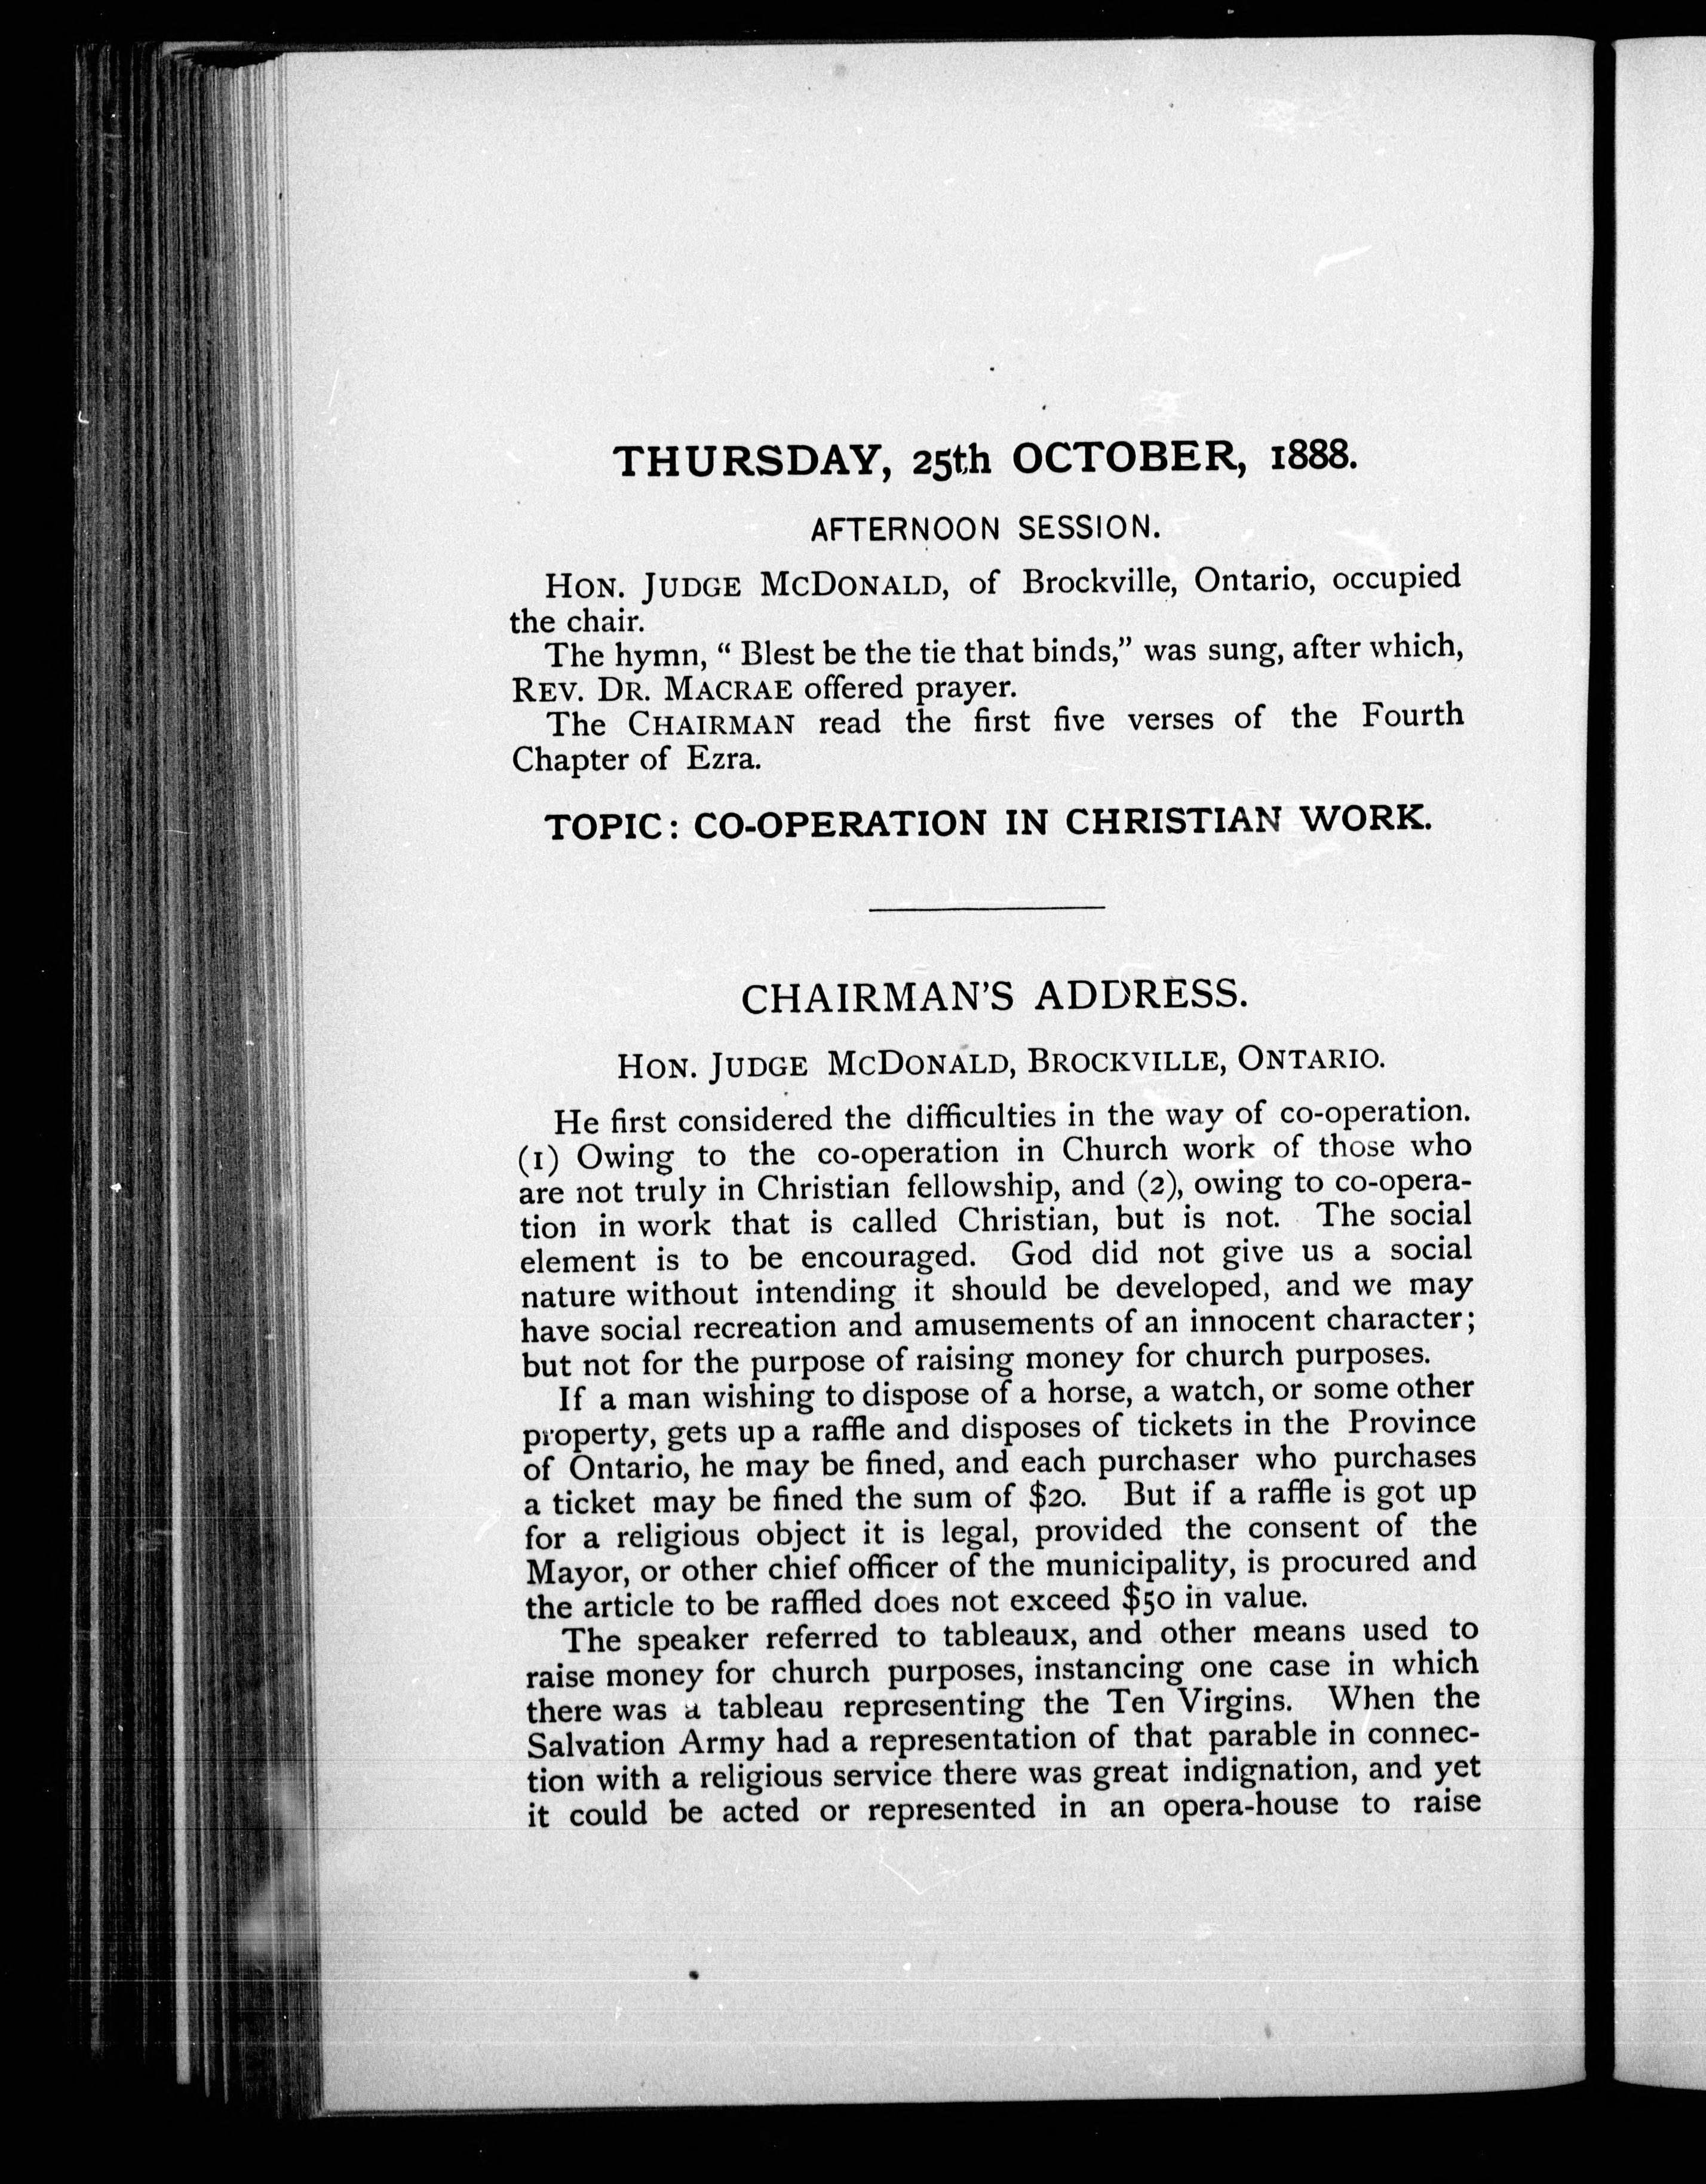 THURSDAY, 25th OCTOBER, 1888.
AFTERNOON SESSION.
HON. JUDGE MCDONALD, of Brockville, Ontario, occupied
the chair.
The hymn, “ Blest be the tie that binds,” was sung, after which,
REV. DR. MACRAE offered prayer.
The CHAIRMAN read the first five verses of the Fourth
Chapter of Ezra.
TOPIC: CO-OPERATION IN CHRISTIAN WORK.
CHAIRMAN'S ADDRESS.
HON. JUDGE MCDONALD, BROCKVILLE, ONTARIO.
He first considered the difficulties in the way of co-operation.
(1) Owing to the co-operation in Church work of those who
are not truly in Christian fellowship, and (2), owing to co-opera-
tion in work that is called Christian, but is not. The social
element is to be encouraged. God did not give us a social
nature without intending it should be developed, and we may
have social recreation and amusements of an innocent character;
but not for the purpose of raising money for church purposes.
If a man wishing to dispose of a horse, a watch, or some other
property, gets up a raffle and disposes of tickets in the Province
of Ontario, he may be fined, and each purchaser who purchases
a ticket may be fined the sum of $20. But if a raffle is got up
for a religious object it is legal, provided the consent of the
Mayor, or other chief officer of the municipality, is procured and
the article to be raffled does not exceed $50 in value.
The speaker referred to tableaux, and other means used to
raise money for church purposes, instancing one case in which
there was a tableau representing the Ten Virgins. When the
Salvation Army had a representation of that parable in connec-
tion with a religious service there was great indignation, and yet
it could be acted or represented in an opera-house to raise